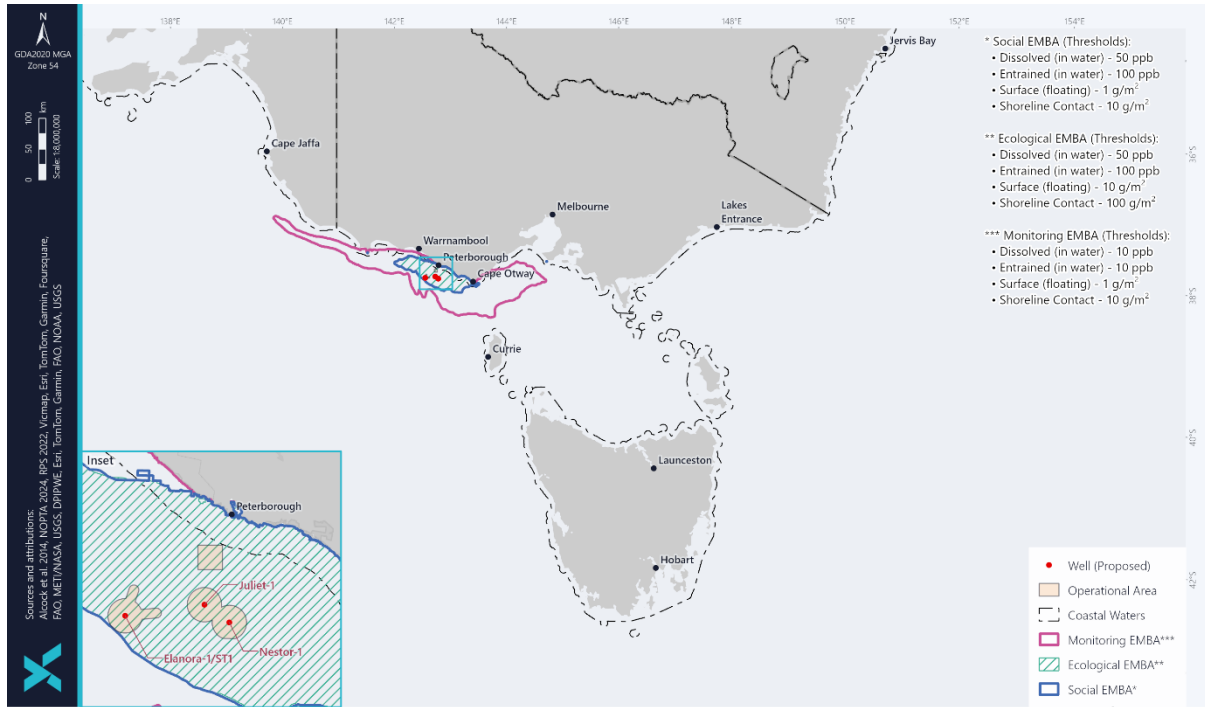 138°E
140°E
142°E
144°E
146°E
148°E
150°E
152°E
154°E
N
GDA2020 MGA
Zone 54
0 50 100
km
Scale: 1:8,000,000
Sources and attributions:
Alcock et al. 2014, NOPTA 2024, RPS 2022, Vicmap, Esri, TomTom, Garmin, Foursquare,
FAO, METI/NASA, USGS, DPIPWE, Esri, TomTom, Garmin, FAO, NOAA, USGS
Jervis Bay
Cape Jaffa
Melbourne
Lakes
Entrance
Warrnambool
Peterborough
Cape Otway
Currie
Launceston
Hobart
36°S
38°S
40°S
42°S
* Social EMBA (Thresholds):
• Dissolved (in water) - 50 ppb
• Entrained (in water) - 100 ppb
• Surface (floating) - 1 g/m²
• Shoreline Contact - 10 g/m²
** Ecological EMBA (Thresholds):
• Dissolved (in water) - 50 ppb
• Entrained (in water) - 100 ppb
• Surface (floating) - 10 g/m²
• Shoreline Contact - 100 g/m²
*** Monitoring EMBA (Thresholds):
• Dissolved (in water) - 10 ppb
• Entrained (in water) - 10 ppb
• Surface (floating) - 1 g/m²
• Shoreline Contact - 10 g/m²
Inset
Peterborough
Juliet-1
Nestor-1
Elanora-1/ST1
Well (Proposed)
Operational Area
Coastal Waters
Monitoring EMBA***
Ecological EMBA**
Social EMBA*